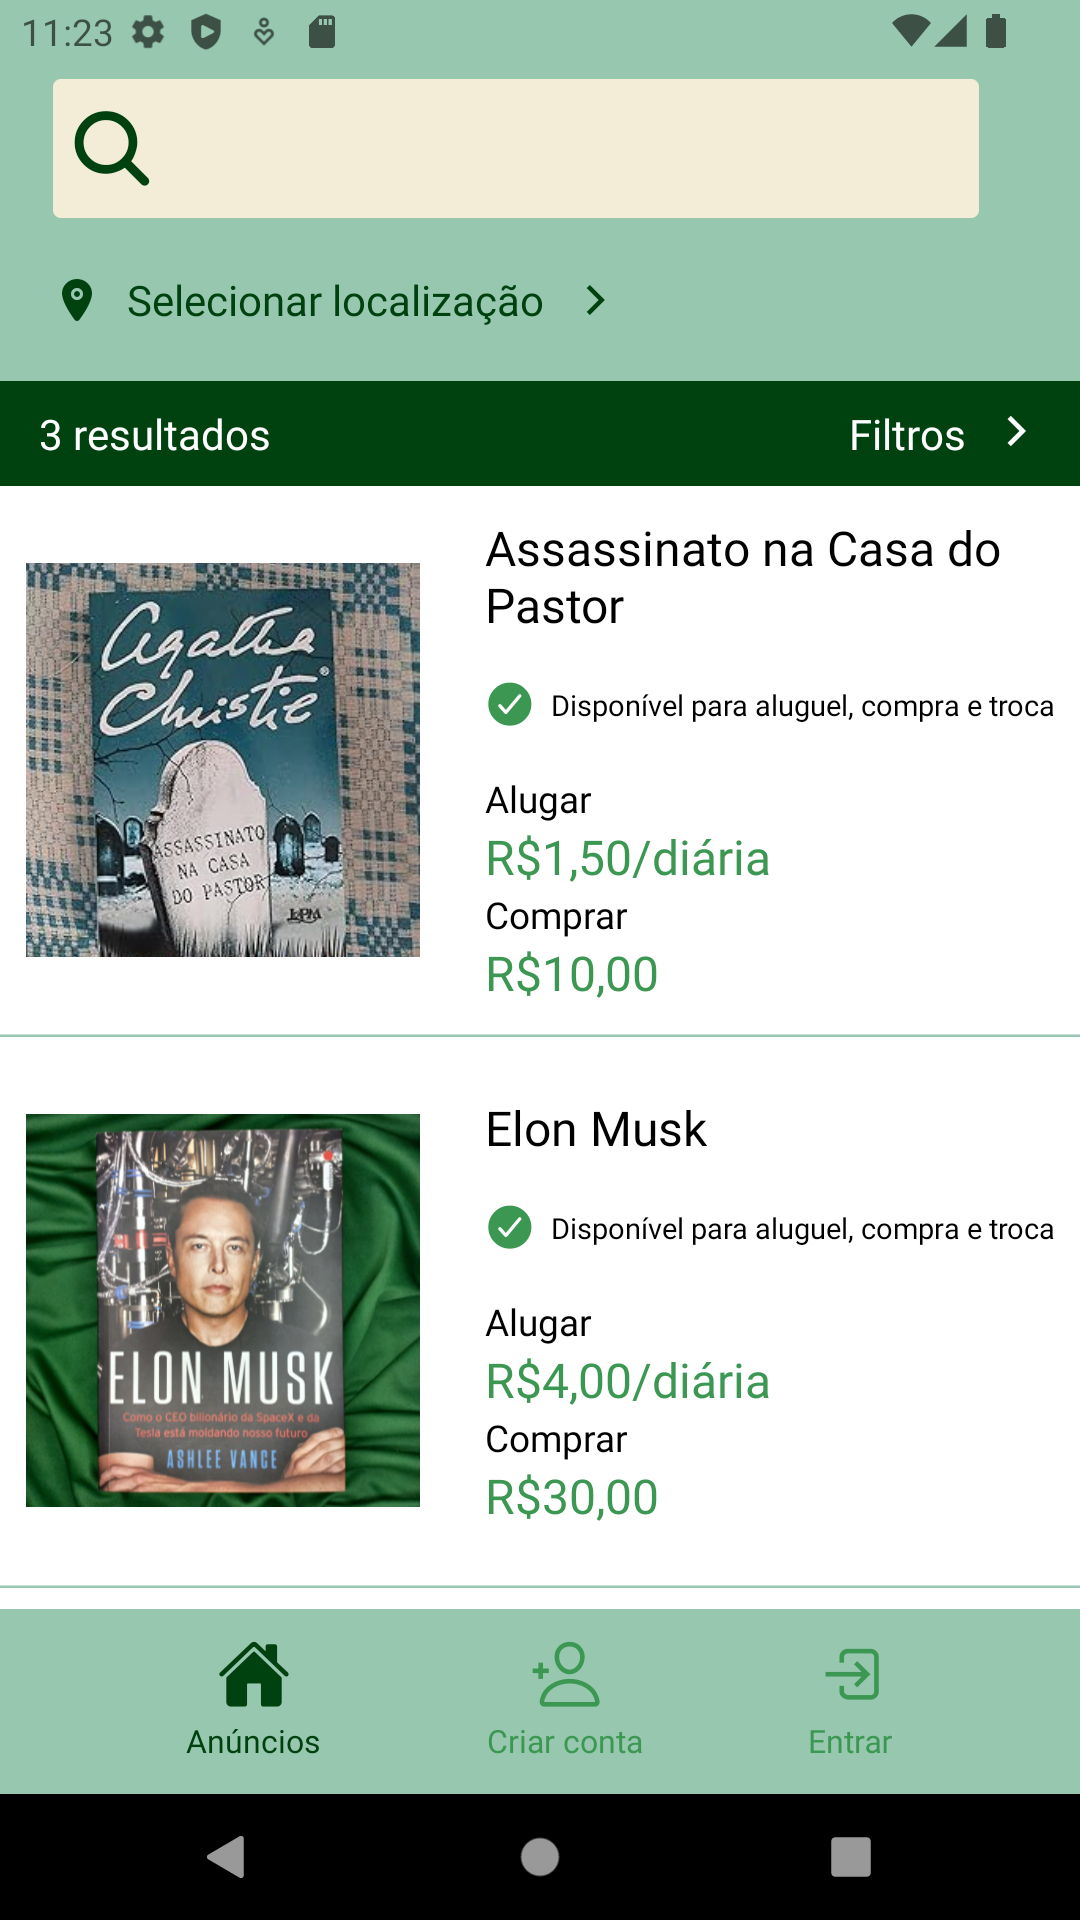 11:23
Selecionar localização
3 resultados
Filtros
Assassinato na Casa do
Pastor
Agatha
Christie®
ASSASSINATO
NA CASA
DO PASTOR
L&PM
Disponível para aluguel, compra e troca
Alugar
R$1,50/diária
Comprar
R$10,00
Elon Musk
ELON MUSK
Como o CEO bilionário da SpaceX e da
Tesla está moldando nosso futuro
ASHLEE VANCE
Disponível para aluguel, compra e troca
Alugar
R$4,00/diária
Comprar
R$30,00
Anúncios
Criar conta
Entrar